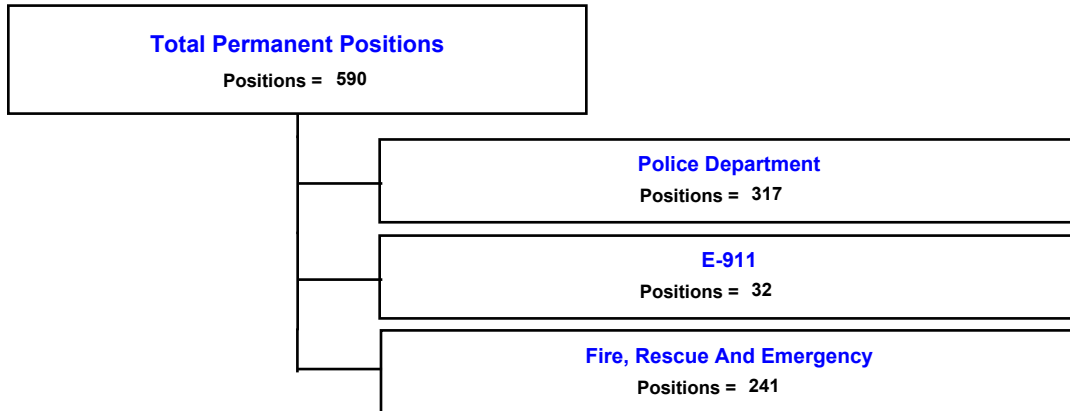 Total Permanent Positions
Positions = 590
Police Department
Positions = 317
E-911
Positions = 32
Fire, Rescue And Emergency
Positions = 241